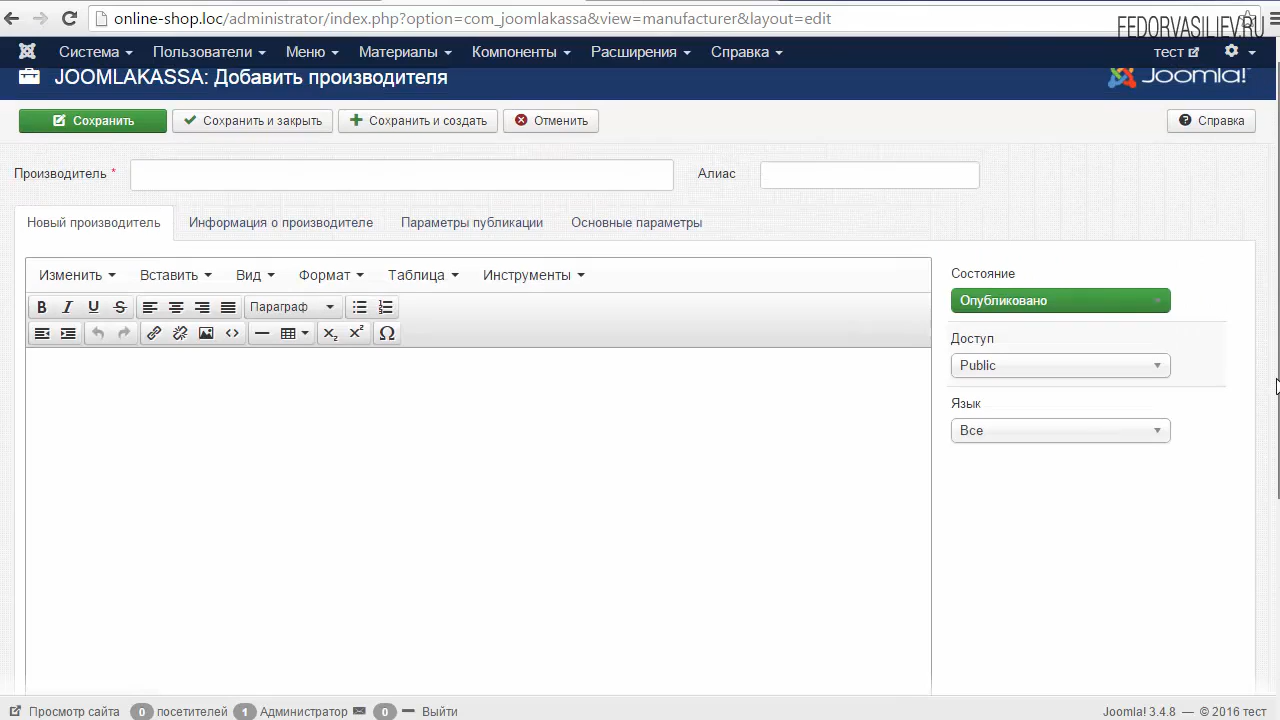 online-shop.loc/administrator/index.php?option=com_joomlakassa&view=manufacturer&layout=edit
FEDORVASILIEV.RU
Система Пользователи Меню Материалы Компоненты Расширения Справка тест
JOOMLAKASSA: Добавить производителя Joomla!
Сохранить Сохранить и закрыть Сохранить и создать Отменить Справка
Производитель * Алиас
Новый производитель Информация о производителе Параметры публикации Основные параметры
Изменить Вставить Вид Формат Таблица Инструменты
Состояние
Опубликовано
B I U S Параграф
Доступ
Public
Язык
Все
Просмотр сайта 0 посетителей 1 Администратор 0 Выйти Joomla! 3.4.8 — © 2016 тест